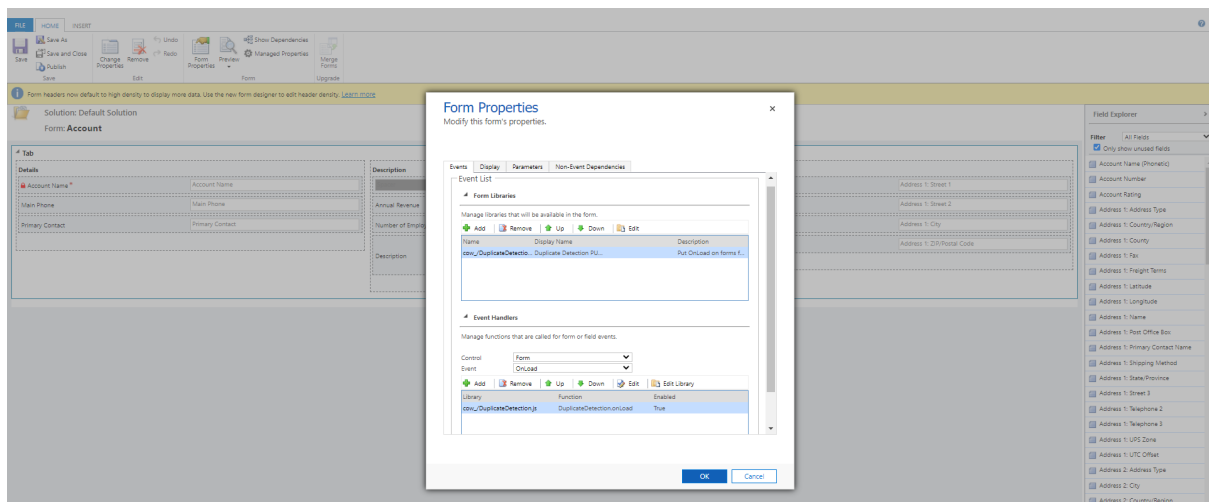 FILE HOME INSERT
Save
Save As
Save and Close
Publish
Save
Change Properties
Remove
Undo
Redo
Edit
Form Properties
Preview
Show Dependencies
Managed Properties
Form
Merge Forms
Upgrade
Form headers now default to high density to display more data. Use the new form designer to edit header density. Learn more
Solution: Default Solution
Form: Account
Tab
Details
Account Name * Account Name
Main Phone Main Phone
Primary Contact Primary Contact
Description
Annual Revenue
Number of Employ
Description
Address 1: Street 1
Address 1: Street 2
Address 1: City
Address 1: ZIP/Postal Code
Form Properties
Modify this form's properties.
Events Display Parameters Non-Event Dependencies
Event List
Form Libraries
Manage libraries that will be available in the form.
Add Remove Up Down Edit
Name Display Name Description
cow_/DuplicateDetectio... Duplicate Detection PU... Put OnLoad on forms f...
Event Handlers
Manage functions that are called for form or field events.
Control Form
Event OnLoad
Add Remove Up Down Edit Edit Library
Library Function Enabled
cow_/DuplicateDetection.js DuplicateDetection.onLoad True
OK Cancel
Field Explorer
Filter All Fields
Only show unused fields
Account Name (Phonetic)
Account Number
Account Rating
Address 1: Address Type
Address 1: Country/Region
Address 1: County
Address 1: Fax
Address 1: Freight Terms
Address 1: Latitude
Address 1: Longitude
Address 1: Name
Address 1: Post Office Box
Address 1: Primary Contact Name
Address 1: Shipping Method
Address 1: State/Province
Address 1: Street 3
Address 1: Telephone 2
Address 1: Telephone 3
Address 1: UPS Zone
Address 1: UTC Offset
Address 2: Address Type
Address 2: City
Address 2: Country/Region